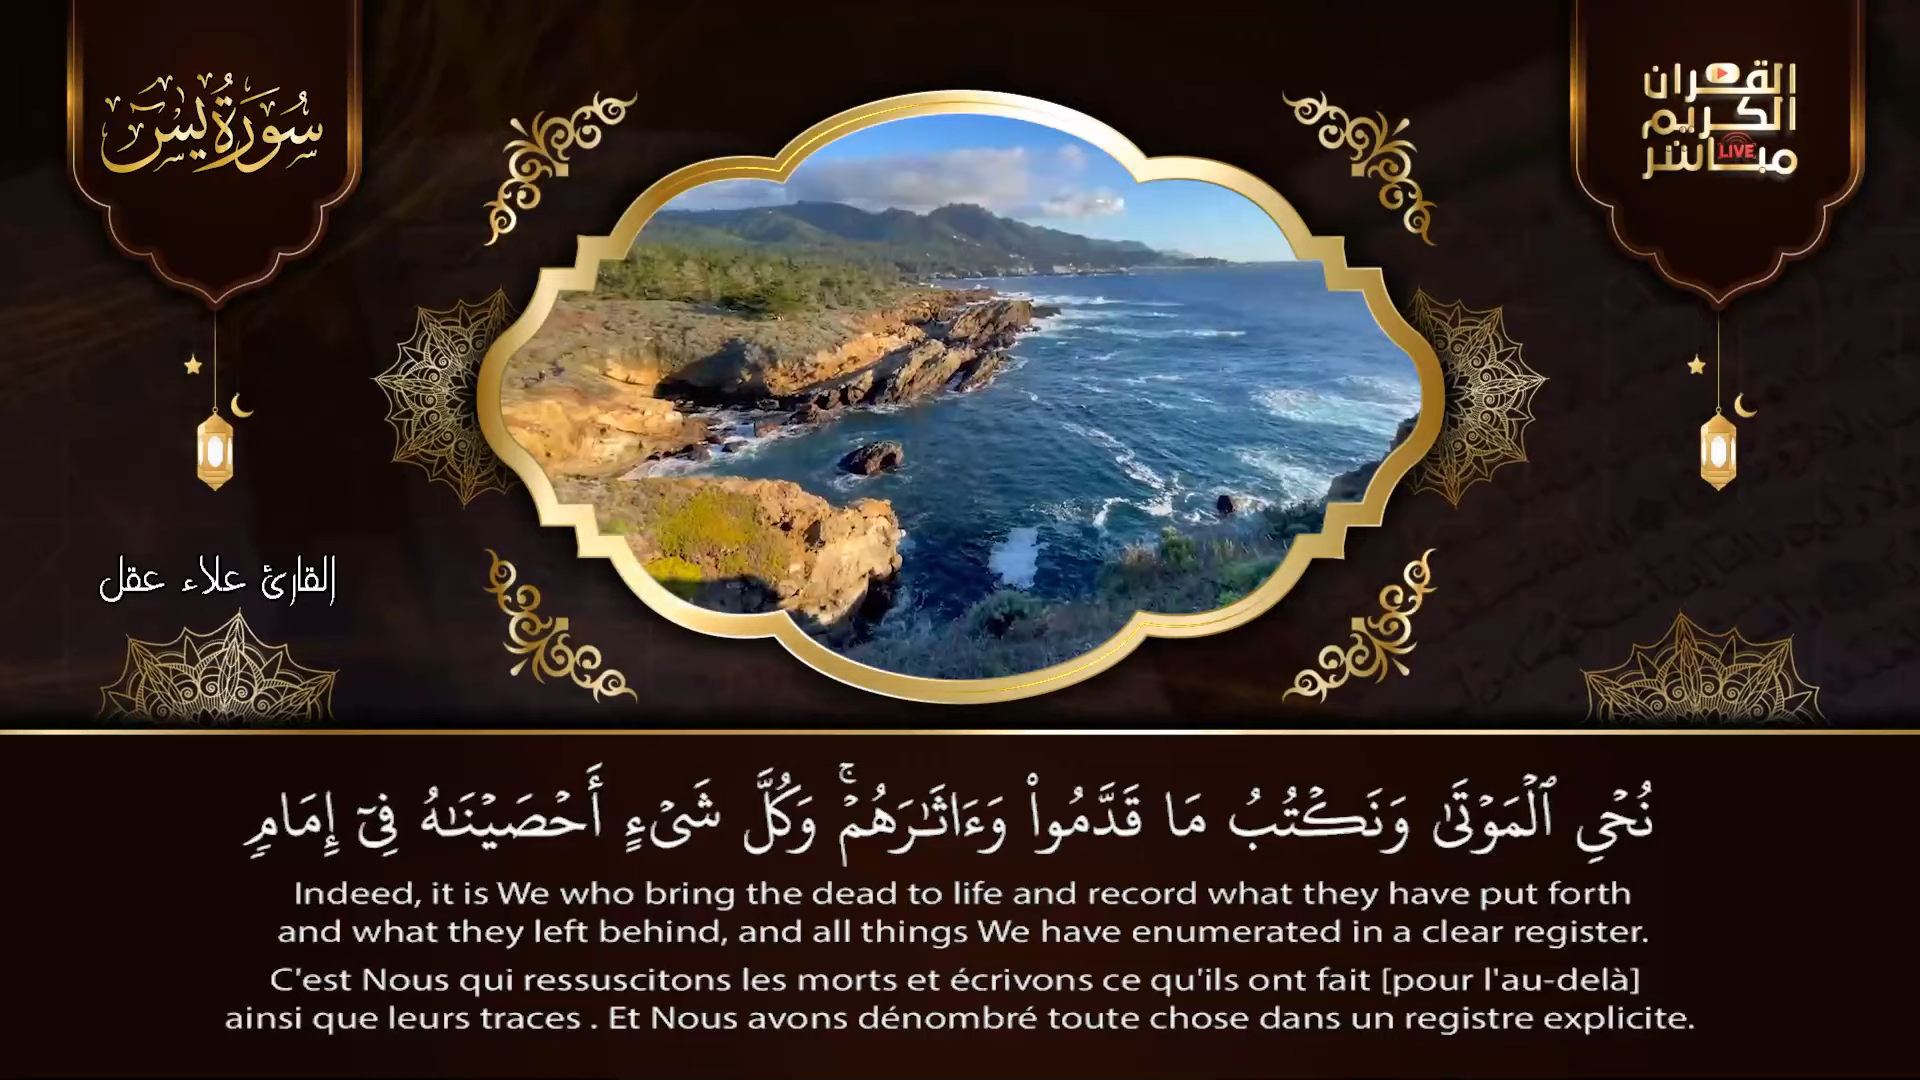 سُورَةُ يسٓ
القرآن
الكريم
مباشر
LIVE
القارئ علاء عقل
نُحْىِ ٱلْمَوْتَىٰ وَنَكْتُبُ مَا قَدَّمُوا۟ وَءَاثَٰرَهُمْ ۚ وَكُلَّ شَىْءٍ أَحْصَيْنَٰهُ فِىٓ إِمَامٍ
Indeed, it is We who bring the dead to life and record what they have put forth
and what they left behind, and all things We have enumerated in a clear register.
C'est Nous qui ressuscitons les morts et écrivons ce qu'ils ont fait [pour l'au-delà]
ainsi que leurs traces . Et Nous avons dénombré toute chose dans un registre explicite.